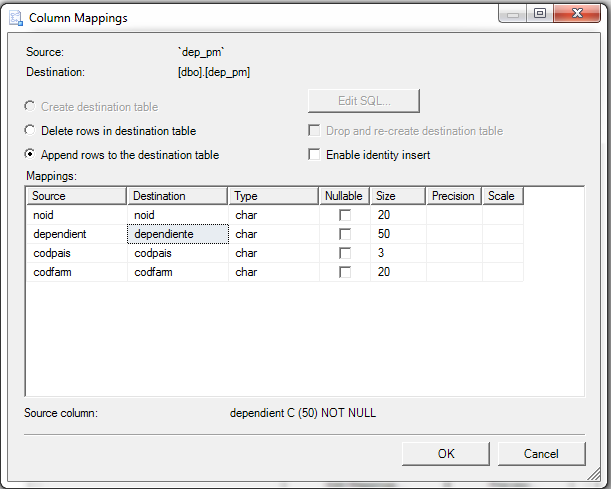 Column Mappings
Source: `dep_pm`
Destination: [dbo].[dep_pm]
Create destination table Edit SQL...
Delete rows in destination table Drop and re-create destination table
Append rows to the destination table Enable identity insert
Mappings:
Source Destination Type Nullable Size Precision Scale
noid noid char 20
dependient dependiente char 50
codpais codpais char 3
codfarm codfarm char 20
Source column: dependient C (50) NOT NULL
OK Cancel